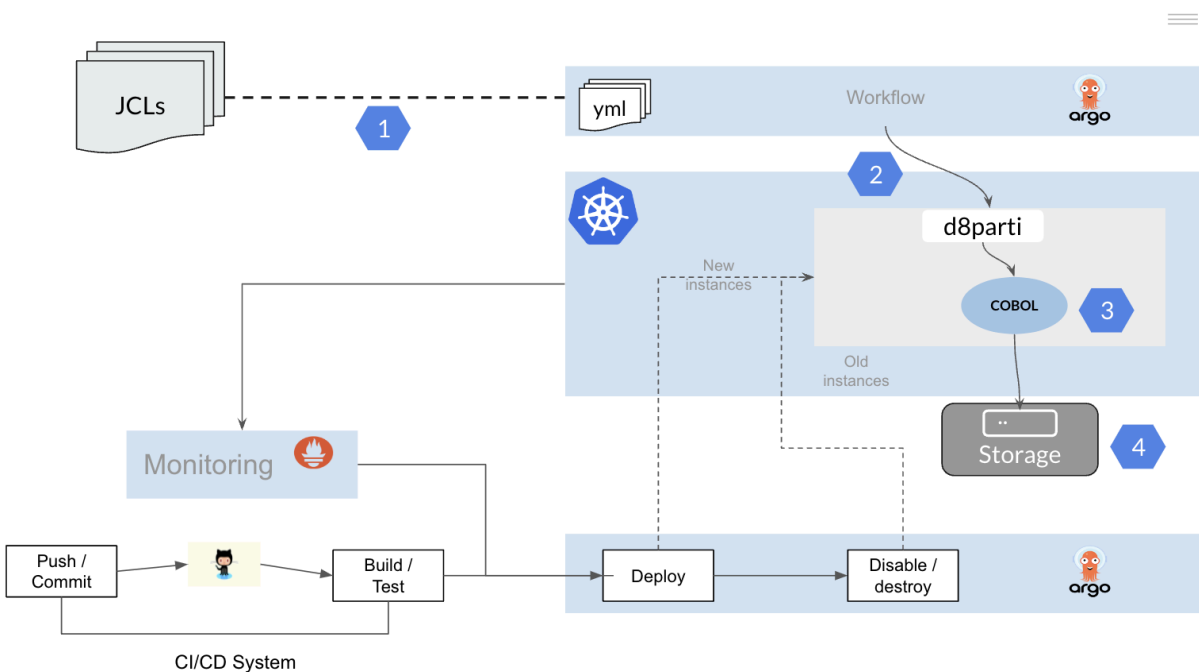 JCLs
1
yml
Workflow
argo
2
d8parti
New
instances
COBOL
3
Old
instances
Monitoring
Storage
4
Push /
Commit
Build /
Test
Deploy
Disable /
destroy
argo
CI/CD System